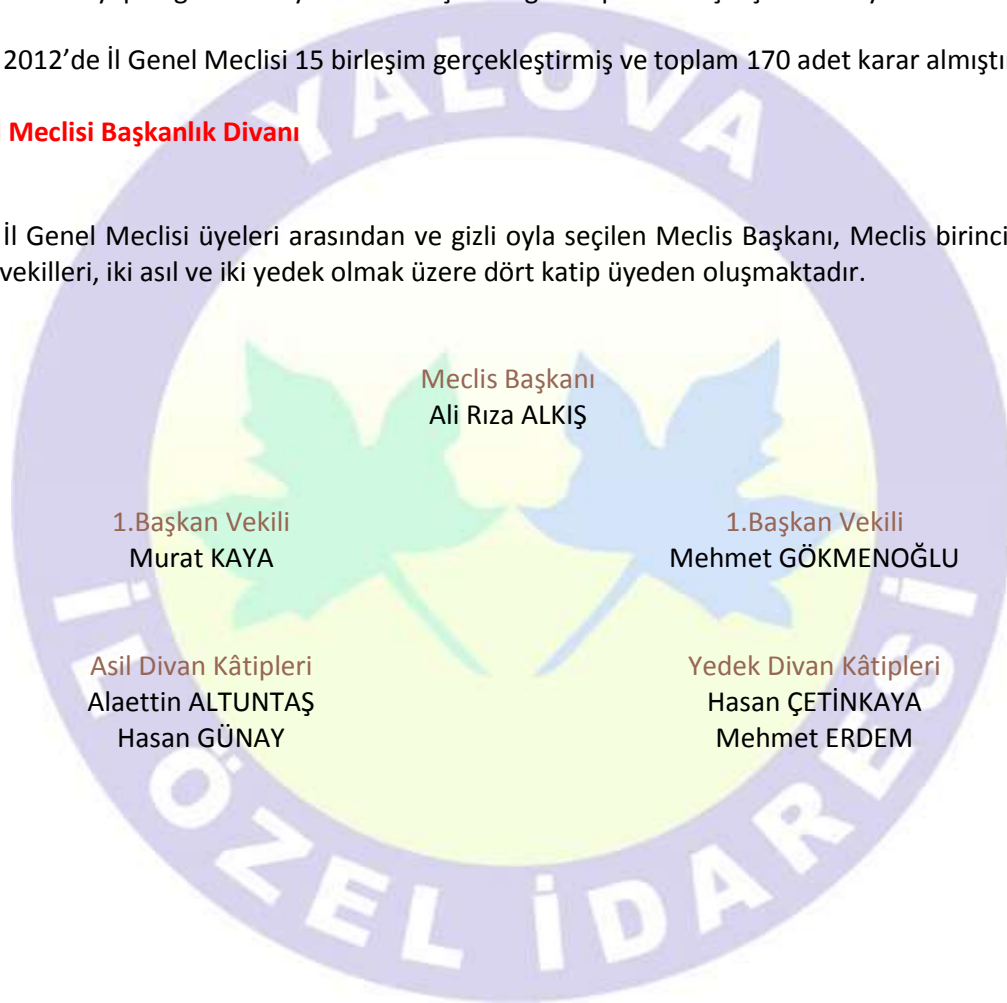 2012’de İl Genel Meclisi 15 birleşim gerçekleştirmiş ve toplam 170 adet karar almıştı
Meclisi Başkanlık Divanı
İl Genel Meclisi üyeleri arasından ve gizli oyla seçilen Meclis Başkanı, Meclis birinci
vekilleri, iki asıl ve iki yedek olmak üzere dört katip üyeden oluşmaktadır.
Meclis Başkanı
Ali Rıza ALKIŞ
1.Başkan Vekili
Murat KAYA
1.Başkan Vekili
Mehmet GÖKMENOĞLU
Asil Divan Kâtipleri
Alaettin ALTUNTAŞ
Hasan GÜNAY
Yedek Divan Kâtipleri
Hasan ÇETİNKAYA
Mehmet ERDEM
YALOVA
İL ÖZEL İDARESİ